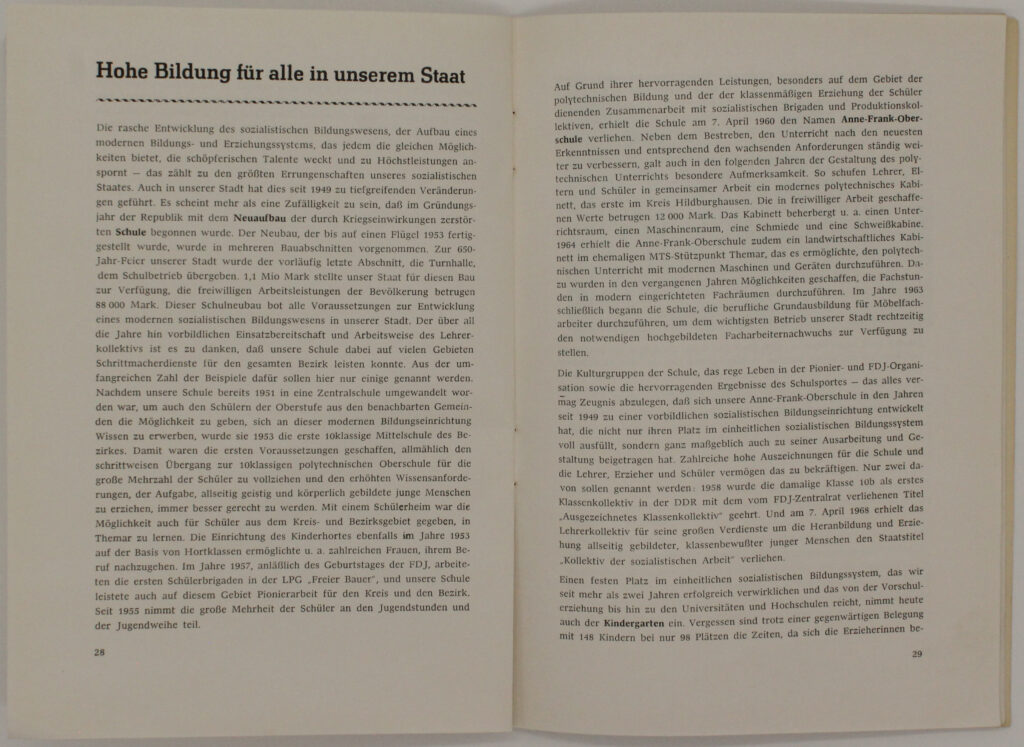 Hohe Bildung für alle in unserem Staat
Die rasche Entwicklung des sozialistischen Bildungswesens, der Aufbau eines
modernen Bildungs- und Erziehungssystems, das jedem die gleichen Möglich-
keiten bietet, die schöpferischen Talente weckt und zu Höchstleistungen an-
spornt — das zählt zu den größten Errungenschaften unseres sozialistischen
Staates. Auch in unserer Stadt hat dies seit 1949 zu tiefgreifenden Veränderun-
gen geführt. Es scheint mehr als eine Zufälligkeit zu sein, daß im Gründungs-
jahr der Republik mit dem Neuaufbau der durch Kriegseinwirkungen zerstör-
ten Schule begonnen wurde. Der Neubau, der bis auf einen Flügel 1953 fertig-
gestellt wurde, wurde in mehreren Bauabschnitten vorgenommen. Zur 650-
Jahr-Feier unserer Stadt wurde der vorläufig letzte Abschnitt, die Turnhalle,
dem Schulbetrieb übergeben. 1,1 Mio Mark stellte unser Staat für diesen Bau
zur Verfügung, die freiwilligen Arbeitsleistungen der Bevölkerung betrugen
88 000 Mark. Dieser Schulneubau bot alle Voraussetzungen zur Entwicklung
eines modernen sozialistischen Bildungswesens in unserer Stadt. Der über all
die Jahre hin vorbildlichen Einsatzbereitschaft und Arbeitsweise des Lehrer-
kollektivs ist es zu danken, daß unsere Schule dabei auf vielen Gebieten
Schrittmacherdienste für den gesamten Bezirk leisten konnte. Aus der um-
fangreichen Zahl der Beispiele dafür sollen hier nur einige genannt werden.
Nachdem unsere Schule bereits 1951 in eine Zentralschule umgewandelt wor-
den war, um auch den Schülern der Oberstufe aus den benachbarten Gemein-
den die Möglichkeit zu geben, sich an dieser modernen Bildungseinrichtung
Wissen zu erwerben, wurde sie 1953 die erste 10klassige Mittelschule des Be-
zirkes. Damit waren die ersten Voraussetzungen geschaffen, allmählich den
schrittweisen Übergang zur 10klassigen polytechnischen Oberschule für die
große Mehrzahl der Schüler zu vollziehen und den erhöhten Wissensanforde-
rungen, der Aufgabe, allseitig geistig und körperlich gebildete junge Menschen
zu erziehen, immer besser gerecht zu werden. Mit einem Schülerheim war die
Möglichkeit auch für Schüler aus dem Kreis- und Bezirksgebiet gegeben, in
Themar zu lernen. Die Einrichtung des Kinderhortes ebenfalls im Jahre 1953
auf der Basis von Hortklassen ermöglichte u. a. zahlreichen Frauen, ihrem Be-
ruf nachzugehen. Im Jahre 1957, anläßlich des Geburtstages der FDJ, arbeite-
ten die ersten Schülerbrigaden in der LPG „Freier Bauer", und unsere Schule
leistete auch auf diesem Gebiet Pionierarbeit für den Kreis und den Bezirk.
Seit 1955 nimmt die große Mehrheit der Schüler an den Jugendstunden und
der Jugendweihe teil.
28
Auf Grund ihrer hervorragenden Leistungen, besonders auf dem Gebiet der
polytechnischen Bildung und der der klassenmäßigen Erziehung der Schüler
dienenden Zusammenarbeit mit sozialistischen Brigaden und Produktionskol-
lektiven, erhielt die Schule am 7. April 1960 den Namen Anne-Frank-Ober-
schule verliehen. Neben dem Bestreben, den Unterricht nach den neuesten
Erkenntnissen und entsprechend den wachsenden Anforderungen ständig wei-
ter zu verbessern, galt auch in den folgenden Jahren der Gestaltung des poly-
technischen Unterrichts besondere Aufmerksamkeit. So schufen Lehrer, El-
tern und Schüler in gemeinsamer Arbeit ein modernes polytechnisches Kabi-
nett, das erste im Kreis Hildburghausen. Die in freiwilliger Arbeit geschaffe-
nen Werte betrugen 12 000 Mark. Das Kabinett beherbergt u. a. einen Unter-
richtsraum, einen Maschinenraum, eine Schmiede und eine Schweißkabine.
1964 erhielt die Anne-Frank-Oberschule zudem ein landwirtschaftliches Kabi-
nett im ehemaligen MTS-Stützpunkt Themar, das es ermöglichte, den polytech-
nischen Unterricht mit modernen Maschinen und Geräten durchzuführen. Da-
zu wurden in den vergangenen Jahren Möglichkeiten geschaffen, die Fachstun-
den in modern eingerichteten Fachräumen durchzuführen. Im Jahre 1963
schließlich begann die Schule, die berufliche Grundausbildung für Möbelfach-
arbeiter durchzuführen, um dem wichtigsten Betrieb unserer Stadt rechtzeitig
den notwendigen hochgebildeten Facharbeiternachwuchs zur Verfügung zu
stellen.
Die Kulturgruppen der Schule, das rege Leben in der Pionier- und FDJ-Organi-
sation sowie die hervorragenden Ergebnisse des Schulsportes — das alles ver-
mag Zeugnis abzulegen, daß sich unsere Anne-Frank-Oberschule in den Jahren
seit 1949 zu einer vorbildlichen sozialistischen Bildungseinrichtung entwickelt
hat, die nicht nur ihren Platz im einheitlichen sozialistischen Bildungssystem
voll ausfüllt, sondern ganz maßgeblich auch zu seiner Ausarbeitung und Ge-
staltung beigetragen hat. Zahlreiche hohe Auszeichnungen für die Schule und
die Lehrer, Erzieher und Schüler vermögen das zu bekräftigen. Nur zwei da-
von sollen genannt werden: 1958 wurde die damalige Klasse 10b als erstes
Klassenkollektiv in der DDR mit dem vom FDJ-Zentralrat verliehenen Titel
„Ausgezeichnetes Klassenkollektiv" geehrt. Und am 7. April 1968 erhielt das
Lehrerkollektiv für seine großen Verdienste um die Heranbildung und Erzie-
hung allseitig gebildeter, klassenbewußter junger Menschen den Staatstitel
„Kollektiv der sozialistischen Arbeit" verliehen.
Einen festen Platz im einheitlichen sozialistischen Bildungssystem, das wir
seit mehr als zwei Jahren erfolgreich verwirklichen und das von der Vorschul-
erziehung bis hin zu den Universitäten und Hochschulen reicht, nimmt heute
auch der Kindergarten ein. Vergessen sind trotz einer gegenwärtigen Belegung
mit 148 Kindern bei nur 98 Plätzen die Zeiten, da sich die Erzieherinnen be-
29